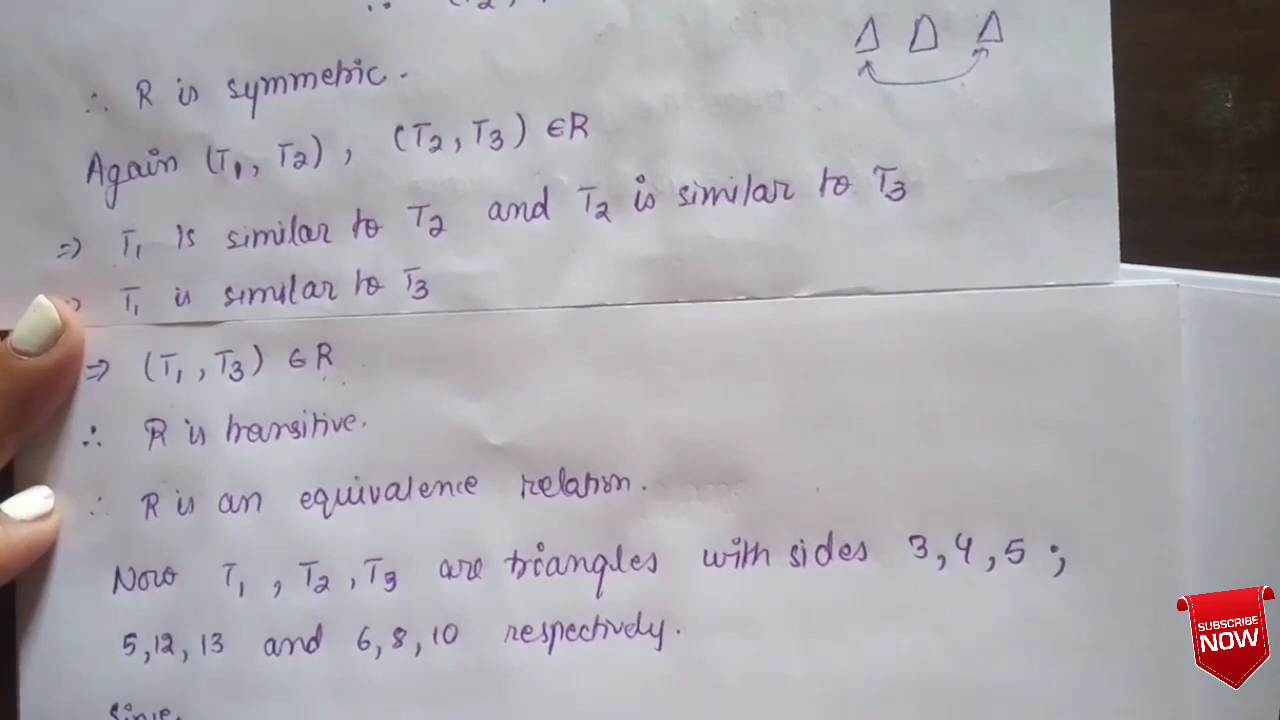 ∴ R is symmetric.
Again (T1, T2), (T2, T3) ∈R
⇒ T1 is similar to T2 and T2 is similar to T3
⇒ T1 is similar to T3
⇒ (T1, T3) ∈ R
∴ R is transitive.
∴ R is an equivalence relation.
Now T1, T2, T3 are triangles with sides 3, 4, 5 ;
5, 12, 13 and 6, 8, 10 respectively.
SUBSCRIBE
NOW